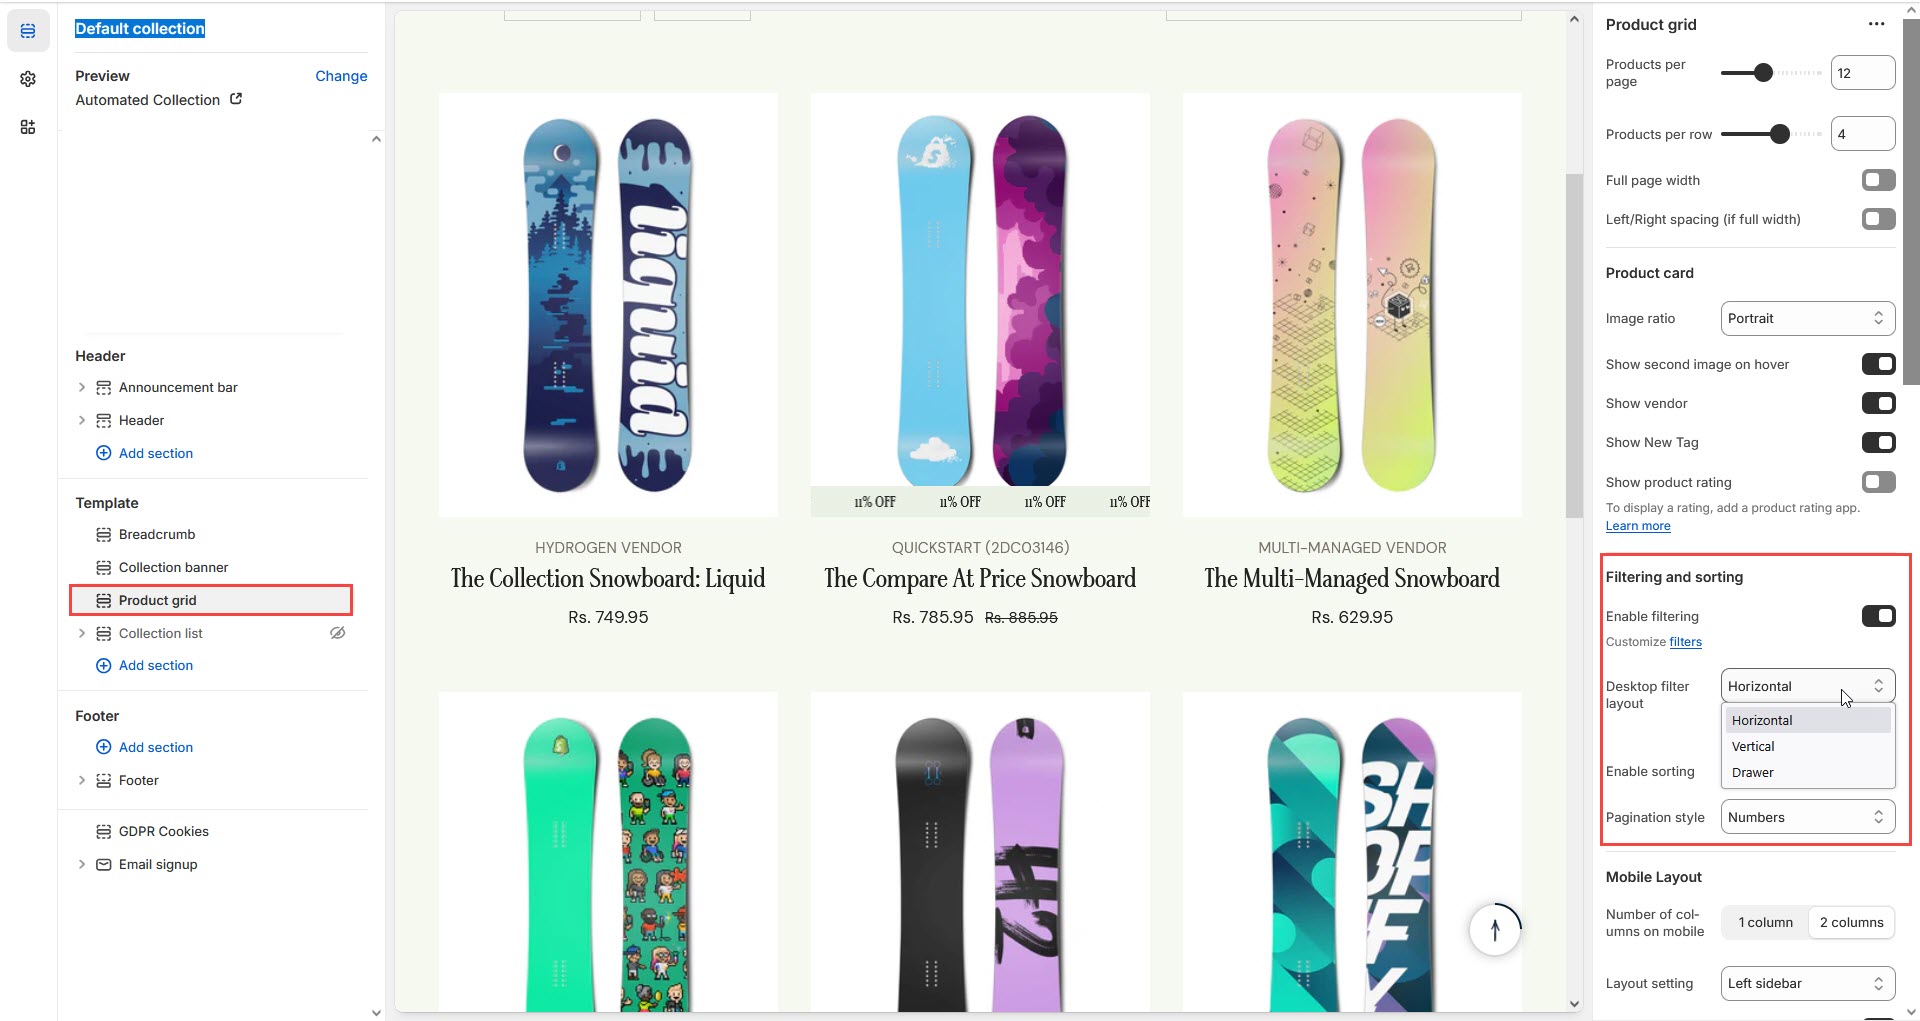 Default collection
Preview
Change
Automated Collection
Header
Announcement bar
Header
Add section
Template
Breadcrumb
Collection banner
Product grid
Collection list
Add section
Footer
Add section
Footer
GDPR Cookies
Email signup
liquid
S
11% OFF 11% OFF 11% OFF 11% OFF
HYDROGEN VENDOR
The Collection Snowboard: Liquid
Rs. 749.95
QUICKSTART (2DC03146)
The Compare At Price Snowboard
Rs. 785.95 Rs. 885.95
MULTI-MANAGED VENDOR
The Multi-Managed Snowboard
Rs. 629.95
SH
OP
Product grid
Products per
page
12
Products per row
4
Full page width
Left/Right spacing (if full width)
Product card
Image ratio
Portrait
Show second image on hover
Show vendor
Show New Tag
Show product rating
To display a rating, add a product rating app.
Learn more
Filtering and sorting
Enable filtering
Customize filters
Desktop filter
layout
Horizontal
Horizontal
Vertical
Drawer
Enable sorting
Pagination style
Numbers
Mobile Layout
Number of col-
umns on mobile
1 column
2 columns
Layout setting
Left sidebar